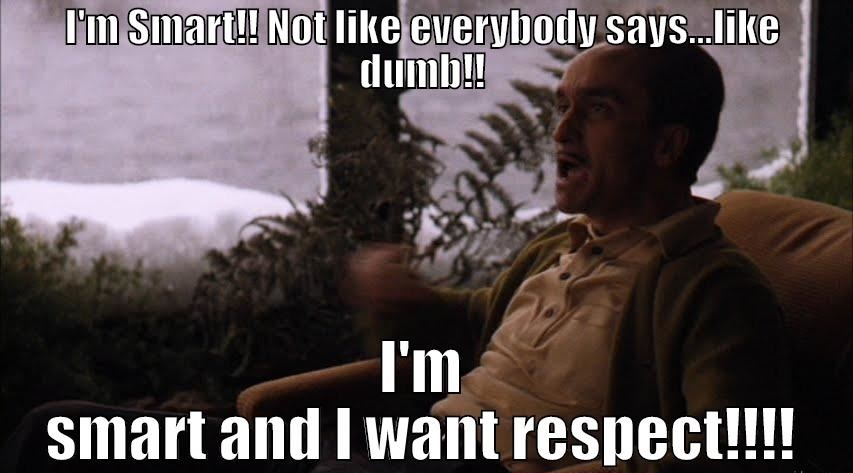 I'm Smart!! Not like everybody says...like
dumb!!
I'm
smart and I want respect!!!!